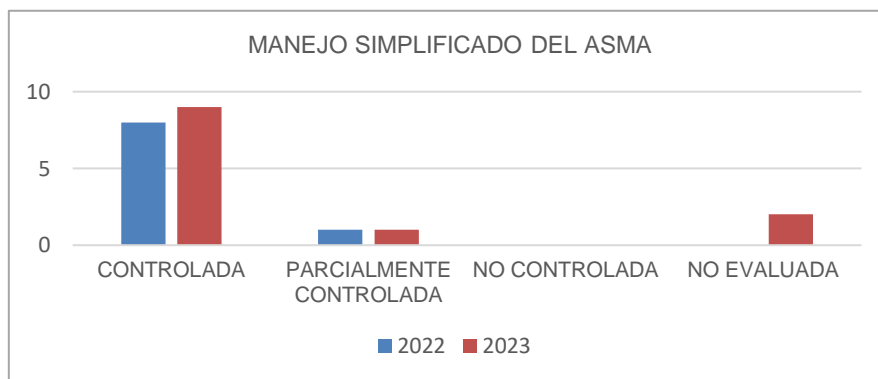 MANEJO SIMPLIFICADO DEL ASMA
10
5
0
CONTROLADA
PARCIALMENTE
CONTROLADA
NO CONTROLADA
NO EVALUADA
2022
2023